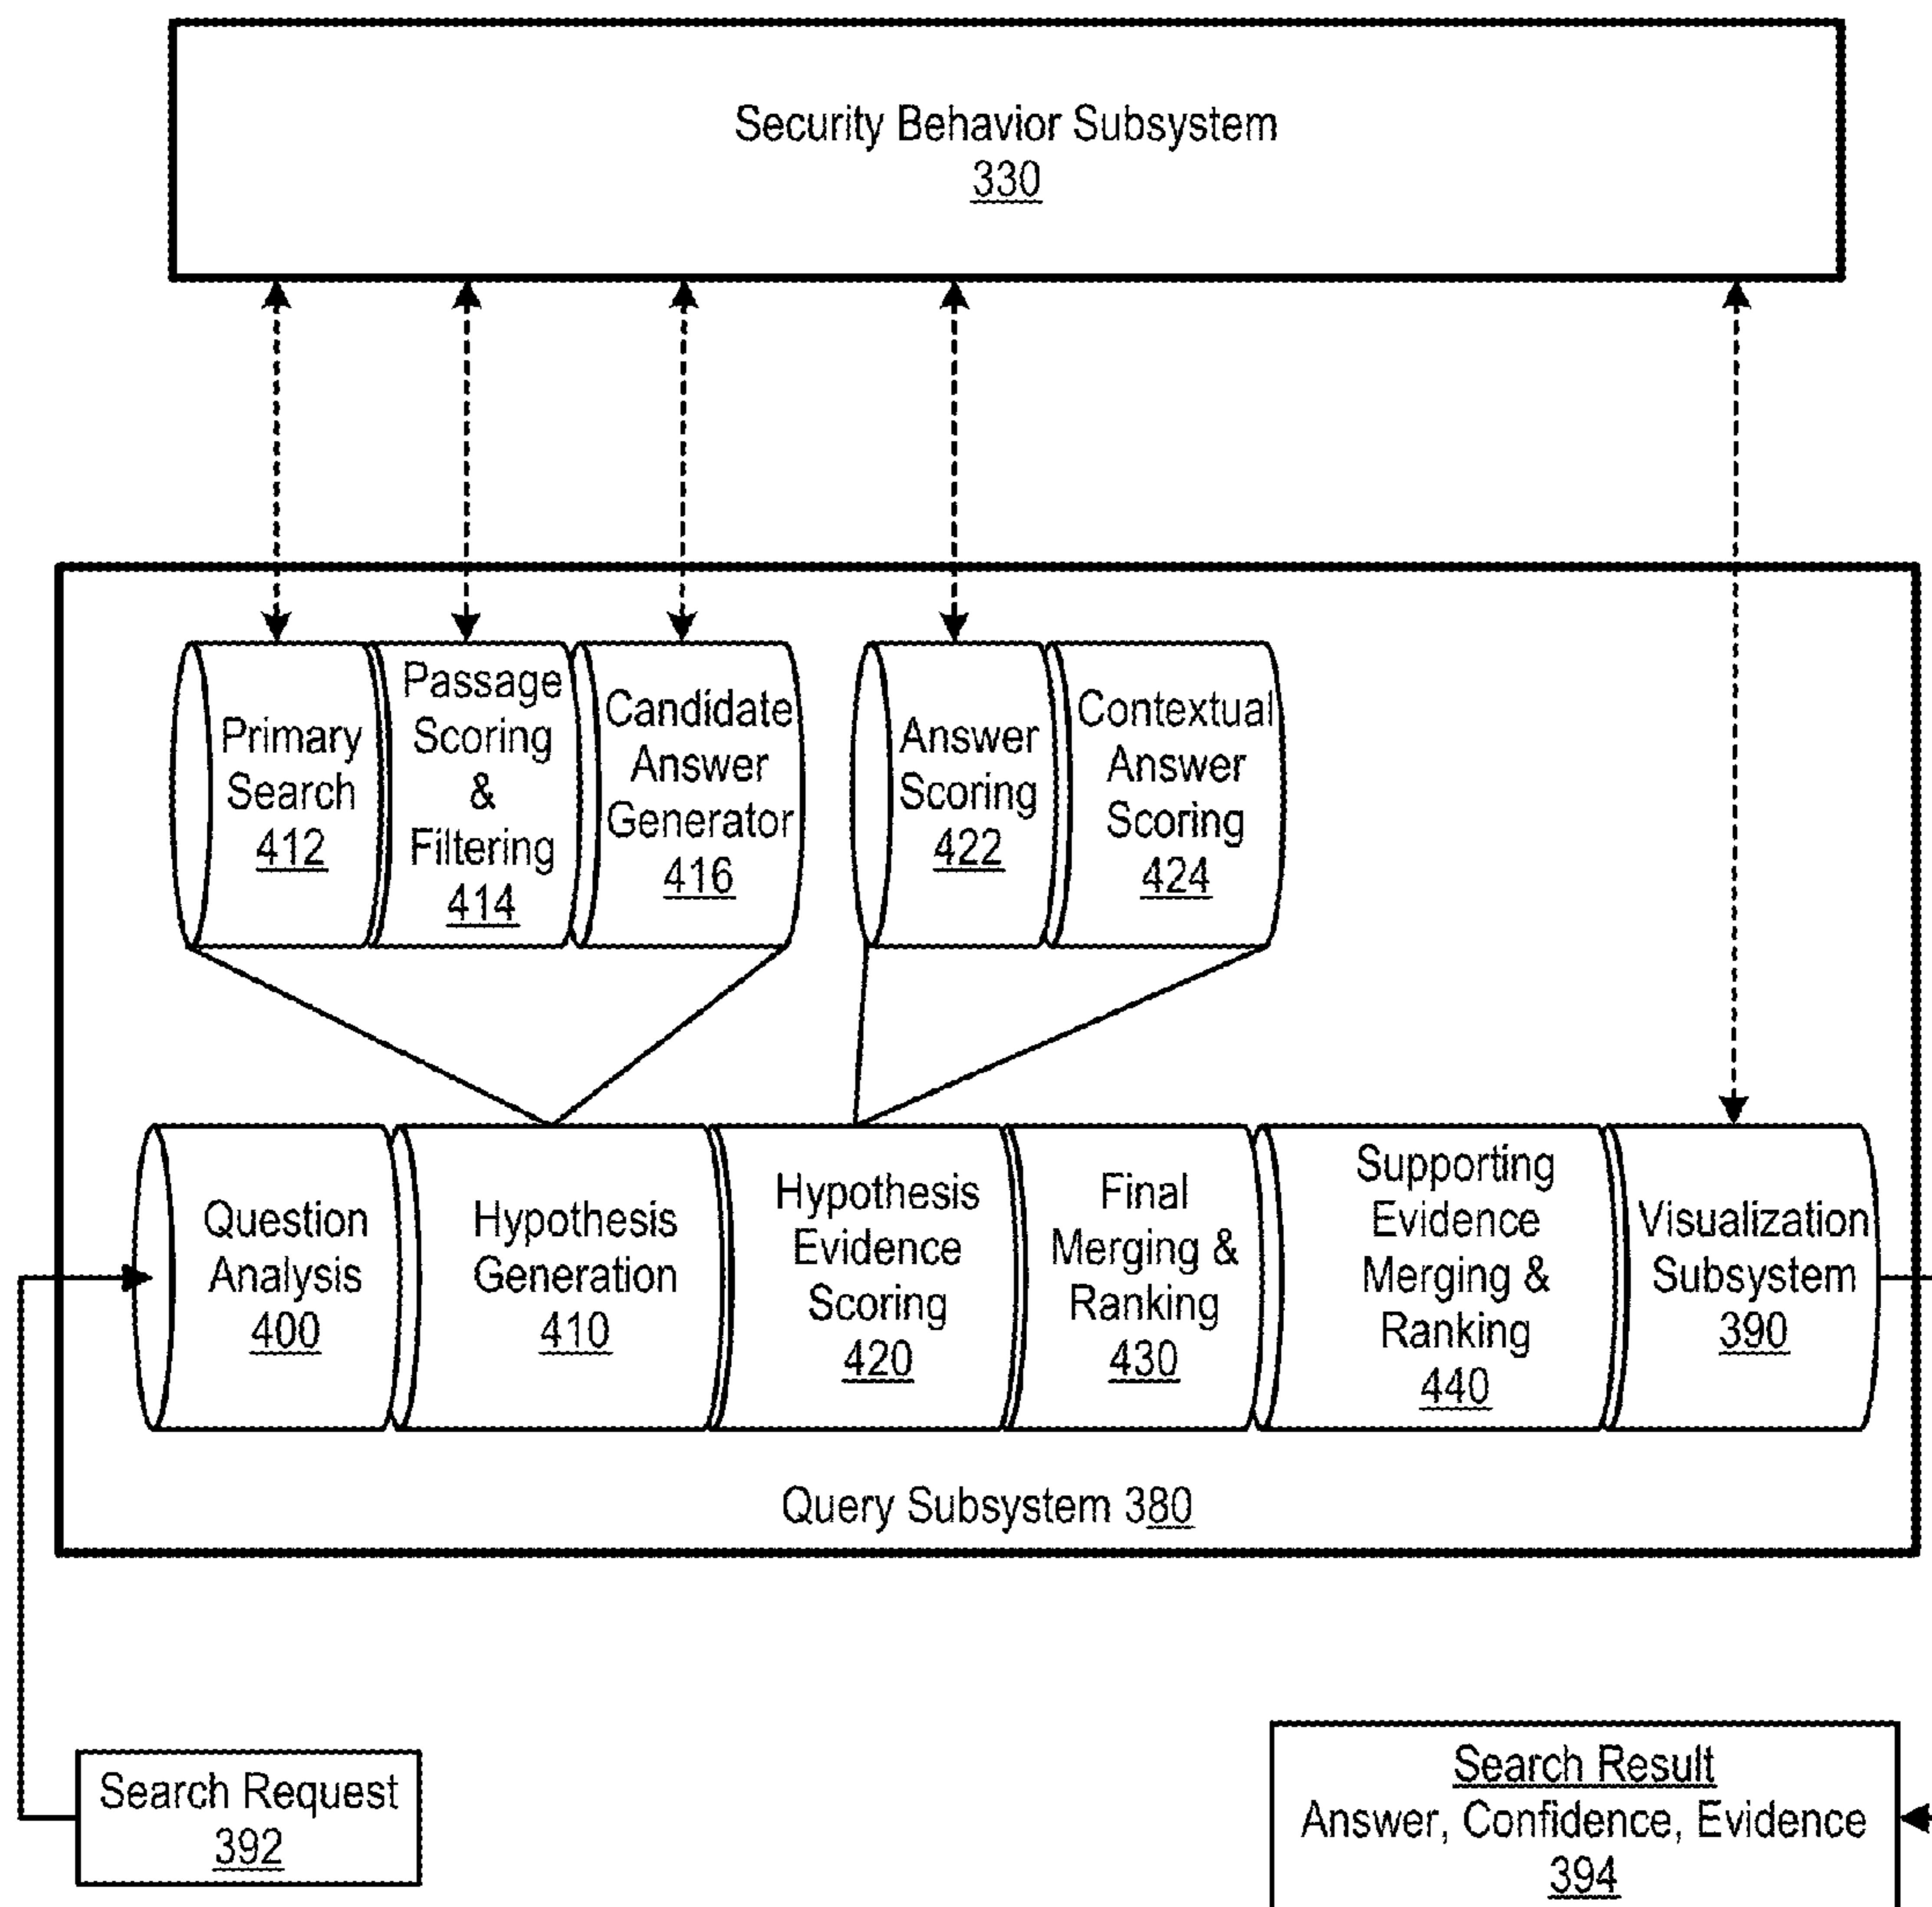 Security Behavior Subsystem
330
Primary
Search
412
Passage
Scoring
&
Filtering
414
Candidate
Answer
Generator
416
Answer
Scoring
422
Contextual
Answer
Scoring
424
Question
Analysis
400
Hypothesis
Generation
410
Hypothesis
Evidence
Scoring
420
Final
Merging &
Ranking
430
Supporting
Evidence
Merging &
Ranking
440
Visualization
Subsystem
390
Query Subsystem 380
Search Request
392
Search Result
Answer, Confidence, Evidence
394